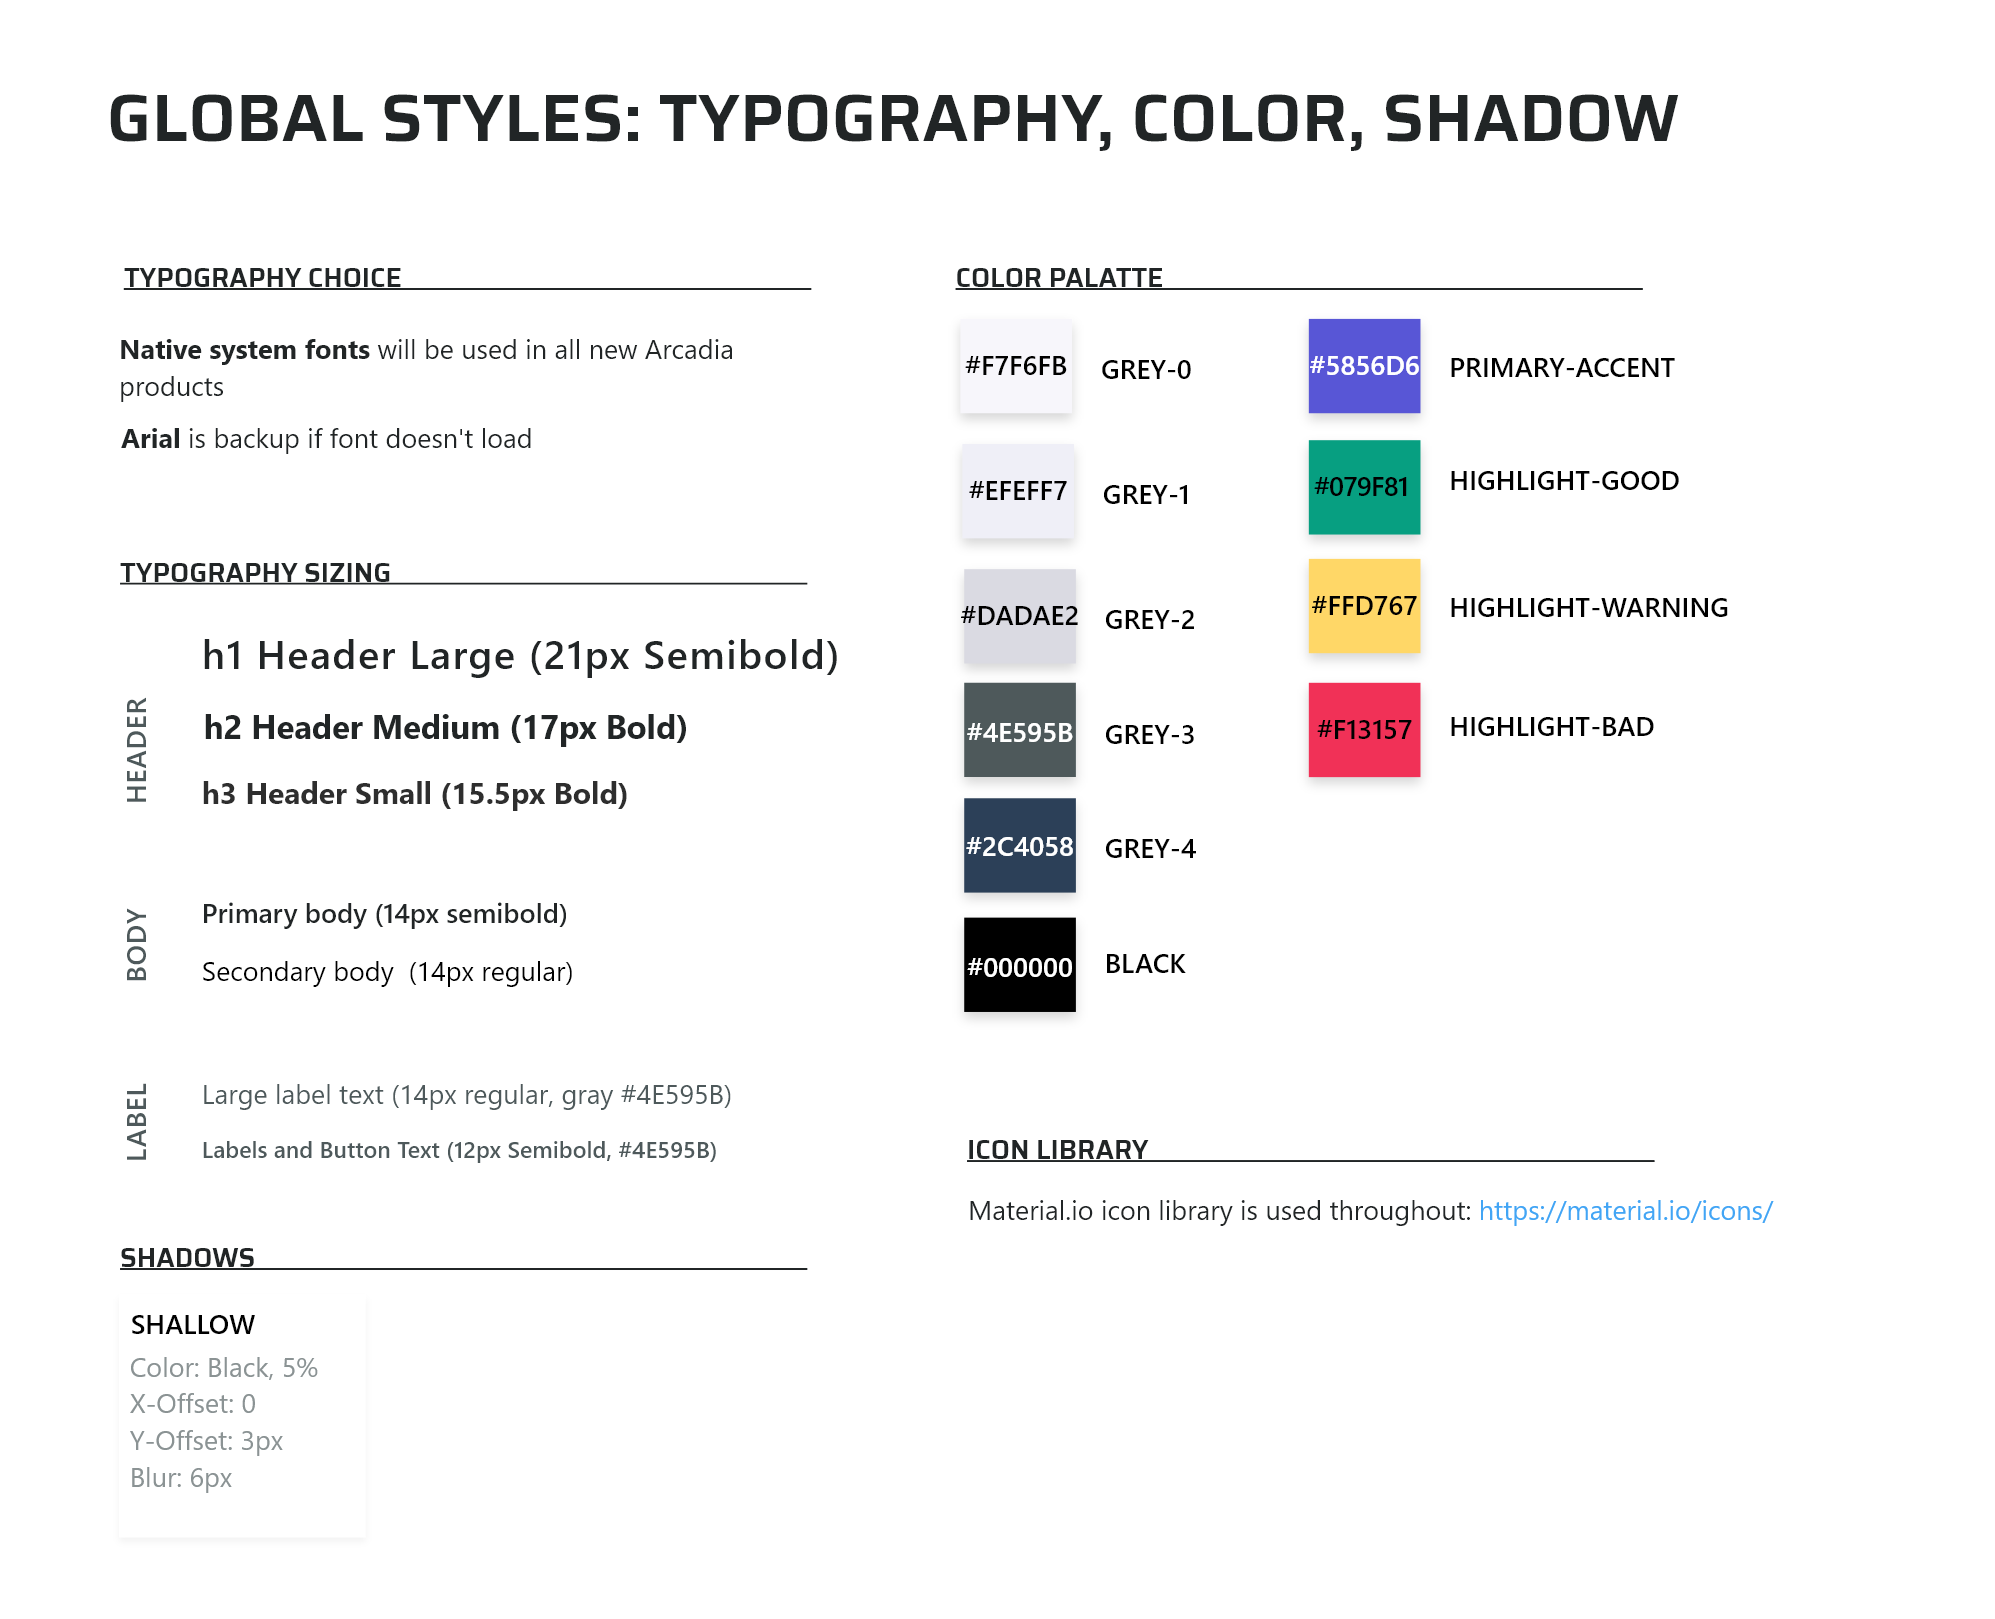 GLOBAL STYLES: TYPOGRAPHY, COLOR, SHADOW
TYPOGRAPHY CHOICE
Native system fonts will be used in all new Arcadia
products
Arial is backup if font doesn't load
TYPOGRAPHY SIZING
HEADER
h1 Header Large (21px Semibold)
h2 Header Medium (17px Bold)
h3 Header Small (15.5px Bold)
BODY
Primary body (14px semibold)
Secondary body  (14px regular)
LABEL
Large label text (14px regular, gray #4E595B)
Labels and Button Text (12px Semibold, #4E595B)
SHADOWS
SHALLOW
Color: Black, 5%
X-Offset: 0
Y-Offset: 3px
Blur: 6px
COLOR PALATTE
#F7F6FB GREY-0
#EFEFF7 GREY-1
#DADAE2 GREY-2
#4E595B GREY-3
#2C4058 GREY-4
#000000 BLACK
#5856D6 PRIMARY-ACCENT
#079F81 HIGHLIGHT-GOOD
#FFD767 HIGHLIGHT-WARNING
#F13157 HIGHLIGHT-BAD
ICON LIBRARY
Material.io icon library is used throughout: https://material.io/icons/